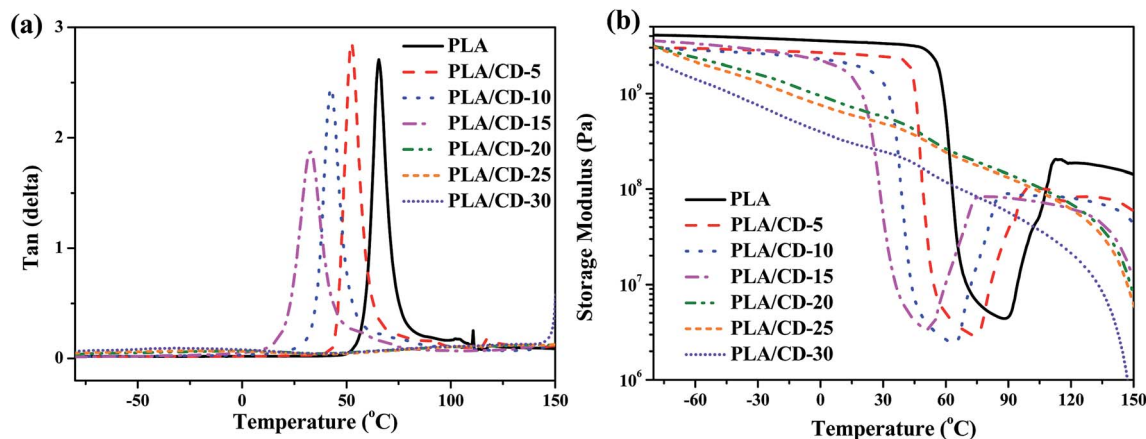 (a)
Tan (delta)
3
2
1
0
-50
0
50
100
150
Temperature (°C)
PLA
PLA/CD-5
PLA/CD-10
PLA/CD-15
PLA/CD-20
PLA/CD-25
PLA/CD-30
(b)
Storage Modulus (Pa)
10⁹
10⁸
10⁷
10⁶
-60
-30
0
30
60
90
120
150
Temperature (°C)
PLA
PLA/CD-5
PLA/CD-10
PLA/CD-15
PLA/CD-20
PLA/CD-25
PLA/CD-30